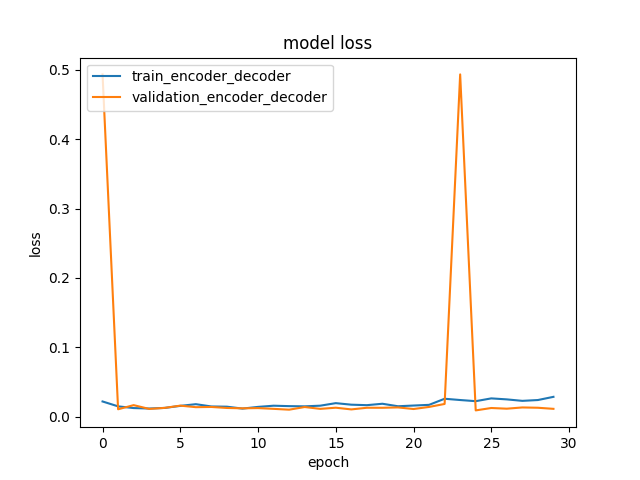 model loss
train_encoder_decoder
validation_encoder_decoder
0.5
0.4
0.3
0.2
0.1
0.0
loss
0 5 10 15 20 25 30
epoch